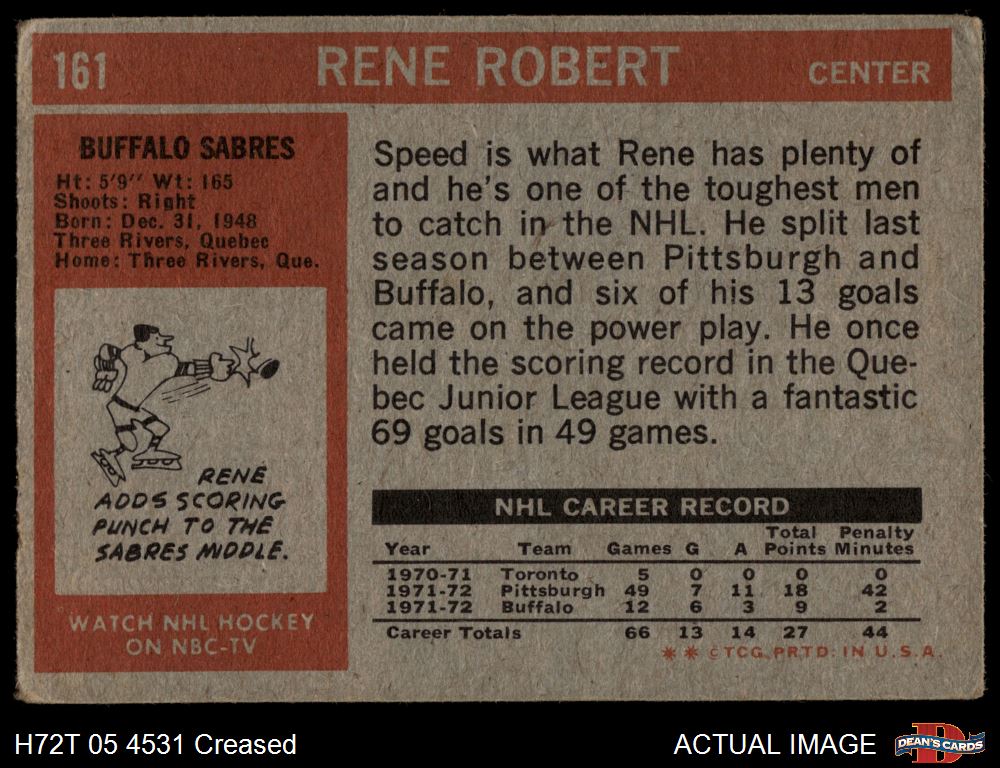 161 RENE ROBERT CENTER
BUFFALO SABRES
Ht: 5'9" Wt: 165
Shoots: Right
Born: Dec. 31, 1948
Three Rivers, Quebec
Home: Three Rivers, Que.
RENÉ
ADDS SCORING
PUNCH TO THE
SABRES MIDDLE.
WATCH NHL HOCKEY
ON NBC-TV
Speed is what Rene has plenty of
and he's one of the toughest men
to catch in the NHL. He split last
season between Pittsburgh and
Buffalo, and six of his 13 goals
came on the power play. He once
held the scoring record in the Que-
bec Junior League with a fantastic
69 goals in 49 games.
NHL CAREER RECORD
Year Team Games G A Total Points Penalty Minutes
1970-71 Toronto 5 0 0 0 0
1971-72 Pittsburgh 49 7 11 18 42
1971-72 Buffalo 12 6 3 9 2
Career Totals 66 13 14 27 44
** ©TCG PRTD. IN U.S.A.
H72T 05 4531 Creased
ACTUAL IMAGE
D
DEAN'S CARDS